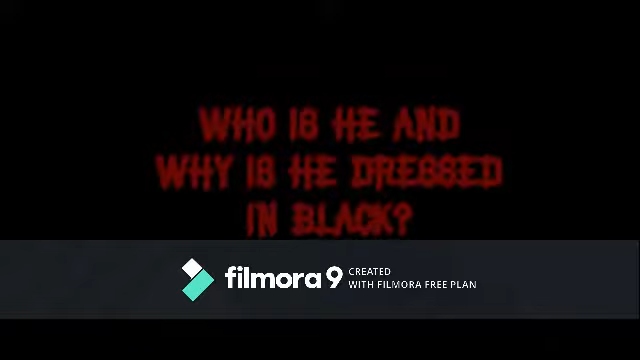 WHO IS HE AND
WHY IS HE DRESSED
IN BLACK?
filmora 9 CREATED
WITH FILMORA FREE PLAN